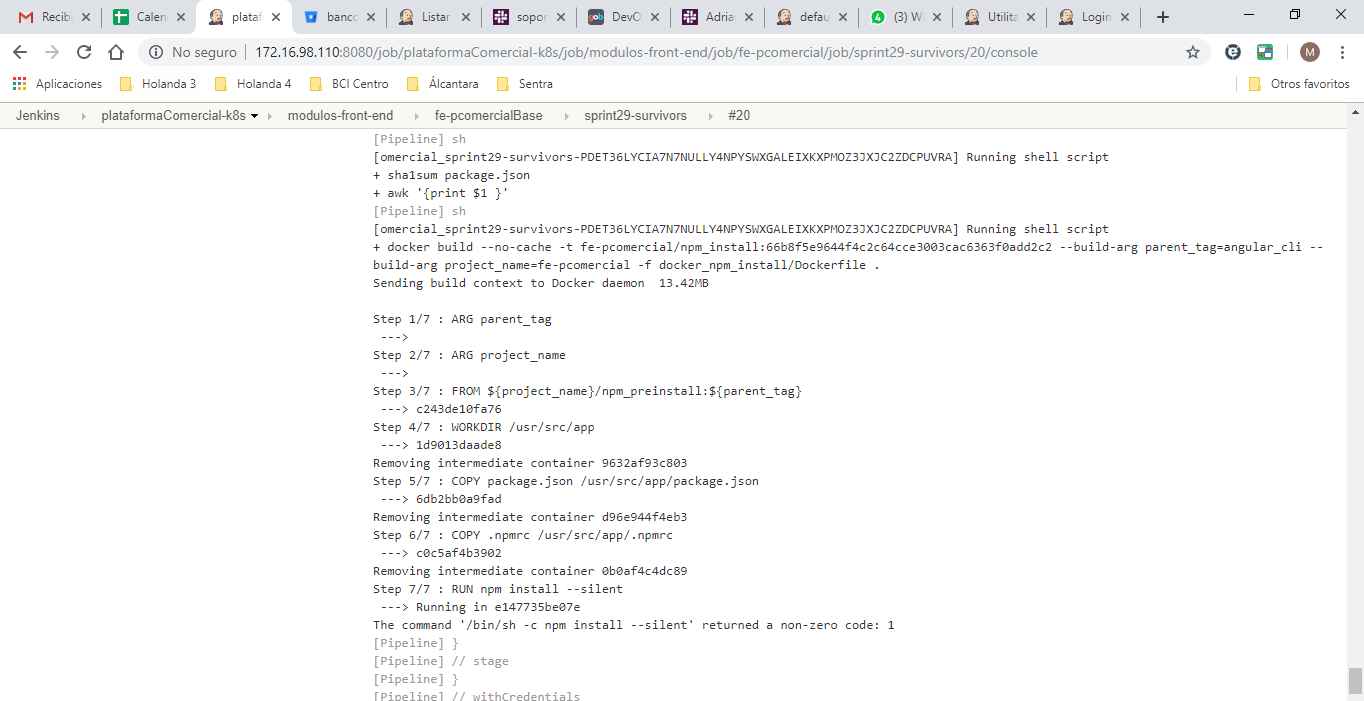 Recib
Calen
plataf
banco
Listar
sopor
DevO
Adria
defau
4
(3) W
Utilita
Login
No seguro
172.16.98.110:8080/job/plataformaComercial-k8s/job/modulos-front-end/job/fe-pcomercial/job/sprint29-survivors/20/console
M
Aplicaciones
Holanda 3
Holanda 4
BCI Centro
Álcantara
Sentra
Otros favoritos
Jenkins
plataformaComercial-k8s
modulos-front-end
fe-pcomercialBase
sprint29-survivors
#20
[Pipeline] sh
[omercial_sprint29-survivors-PDET36LYCIA7N7NULLY4NPYSWXGALEIXKXPMOZ3JXJC2ZDCPUVRA] Running shell script
+ sha1sum package.json
+ awk '{print $1 }'
[Pipeline] sh
[omercial_sprint29-survivors-PDET36LYCIA7N7NULLY4NPYSWXGALEIXKXPMOZ3JXJC2ZDCPUVRA] Running shell script
+ docker build --no-cache -t fe-pcomercial/npm_install:66b8f5e9644f4c2c64cce3003cac6363f0add2c2 --build-arg parent_tag=angular_cli --
build-arg project_name=fe-pcomercial -f docker_npm_install/Dockerfile .
Sending build context to Docker daemon  13.42MB
Step 1/7 : ARG parent_tag
--->
Step 2/7 : ARG project_name
--->
Step 3/7 : FROM ${project_name}/npm_preinstall:${parent_tag}
---> c243de10fa76
Step 4/7 : WORKDIR /usr/src/app
---> 1d9013daade8
Removing intermediate container 9632af93c803
Step 5/7 : COPY package.json /usr/src/app/package.json
---> 6db2bb0a9fad
Removing intermediate container d96e944f4eb3
Step 6/7 : COPY .npmrc /usr/src/app/.npmrc
---> c0c5af4b3902
Removing intermediate container 0b0af4c4dc89
Step 7/7 : RUN npm install --silent
---> Running in e147735be07e
The command '/bin/sh -c npm install --silent' returned a non-zero code: 1
[Pipeline] }
[Pipeline] // stage
[Pipeline] }
[Pipeline] // withCredentials